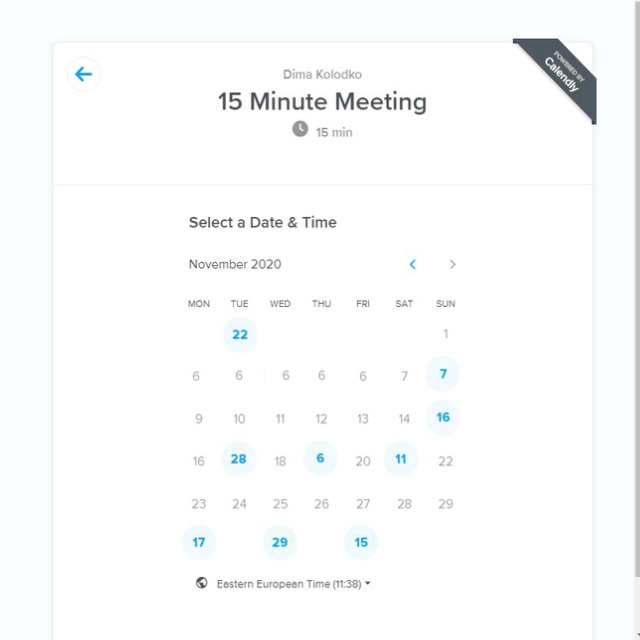 POWERED BY
Calendly
Dima Kolodko
15 Minute Meeting
15 min
Select a Date & Time
November 2020
MON TUE WED THU FRI SAT SUN
22 1
6 6 6 6 6 7 7
9 10 11 12 13 14 16
16 28 18 6 20 11 22
23 24 25 26 27 28 29
17 29 15
Eastern European Time (11:38)